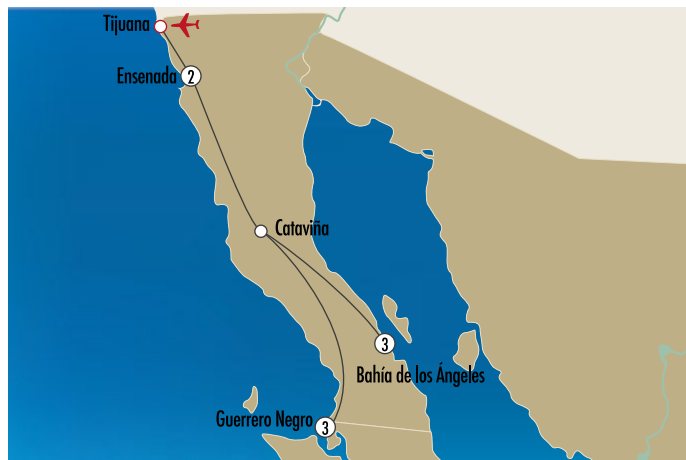 Tijuana
Ensenada 2
Cataviña
3
Bahía de los Ángeles
Guerrero Negro 3